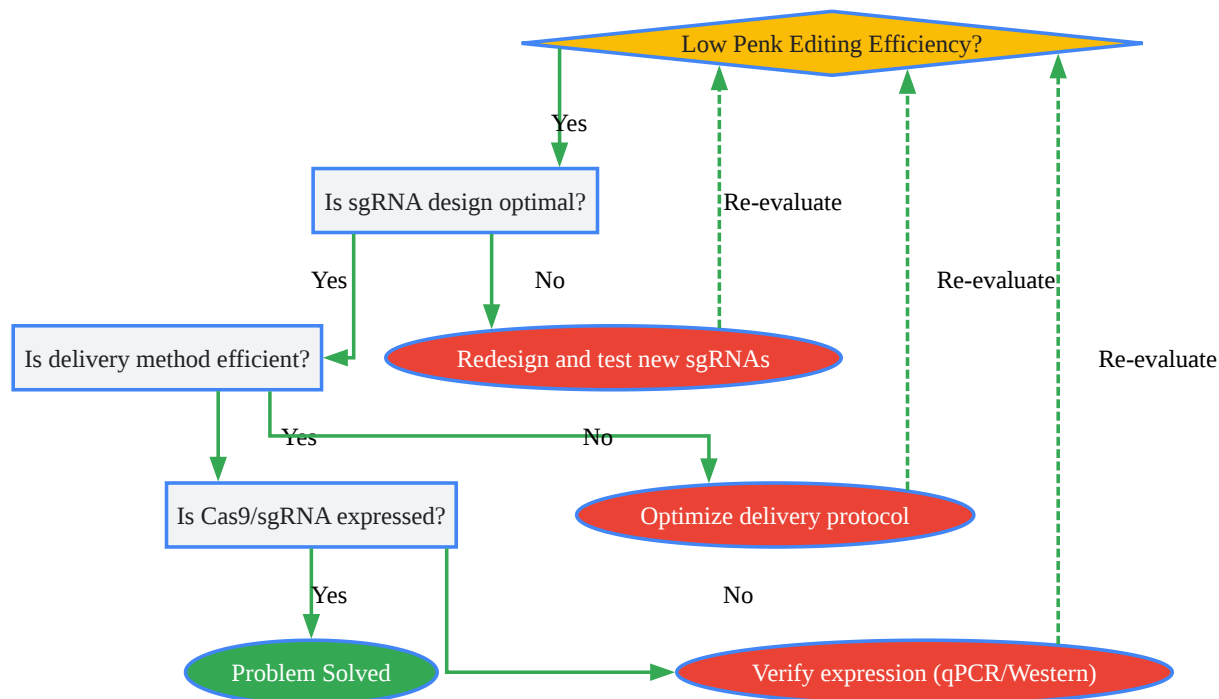 Low Penk Editing Efficiency?
Yes
Is sgRNA design optimal?
Re-evaluate
Yes
No
Re-evaluate
Is delivery method efficient?
Redesign and test new sgRNAs
Re-evaluate
Yes
No
Is Cas9/sgRNA expressed?
Optimize delivery protocol
Yes
No
Problem Solved
Verify expression (qPCR/Western)